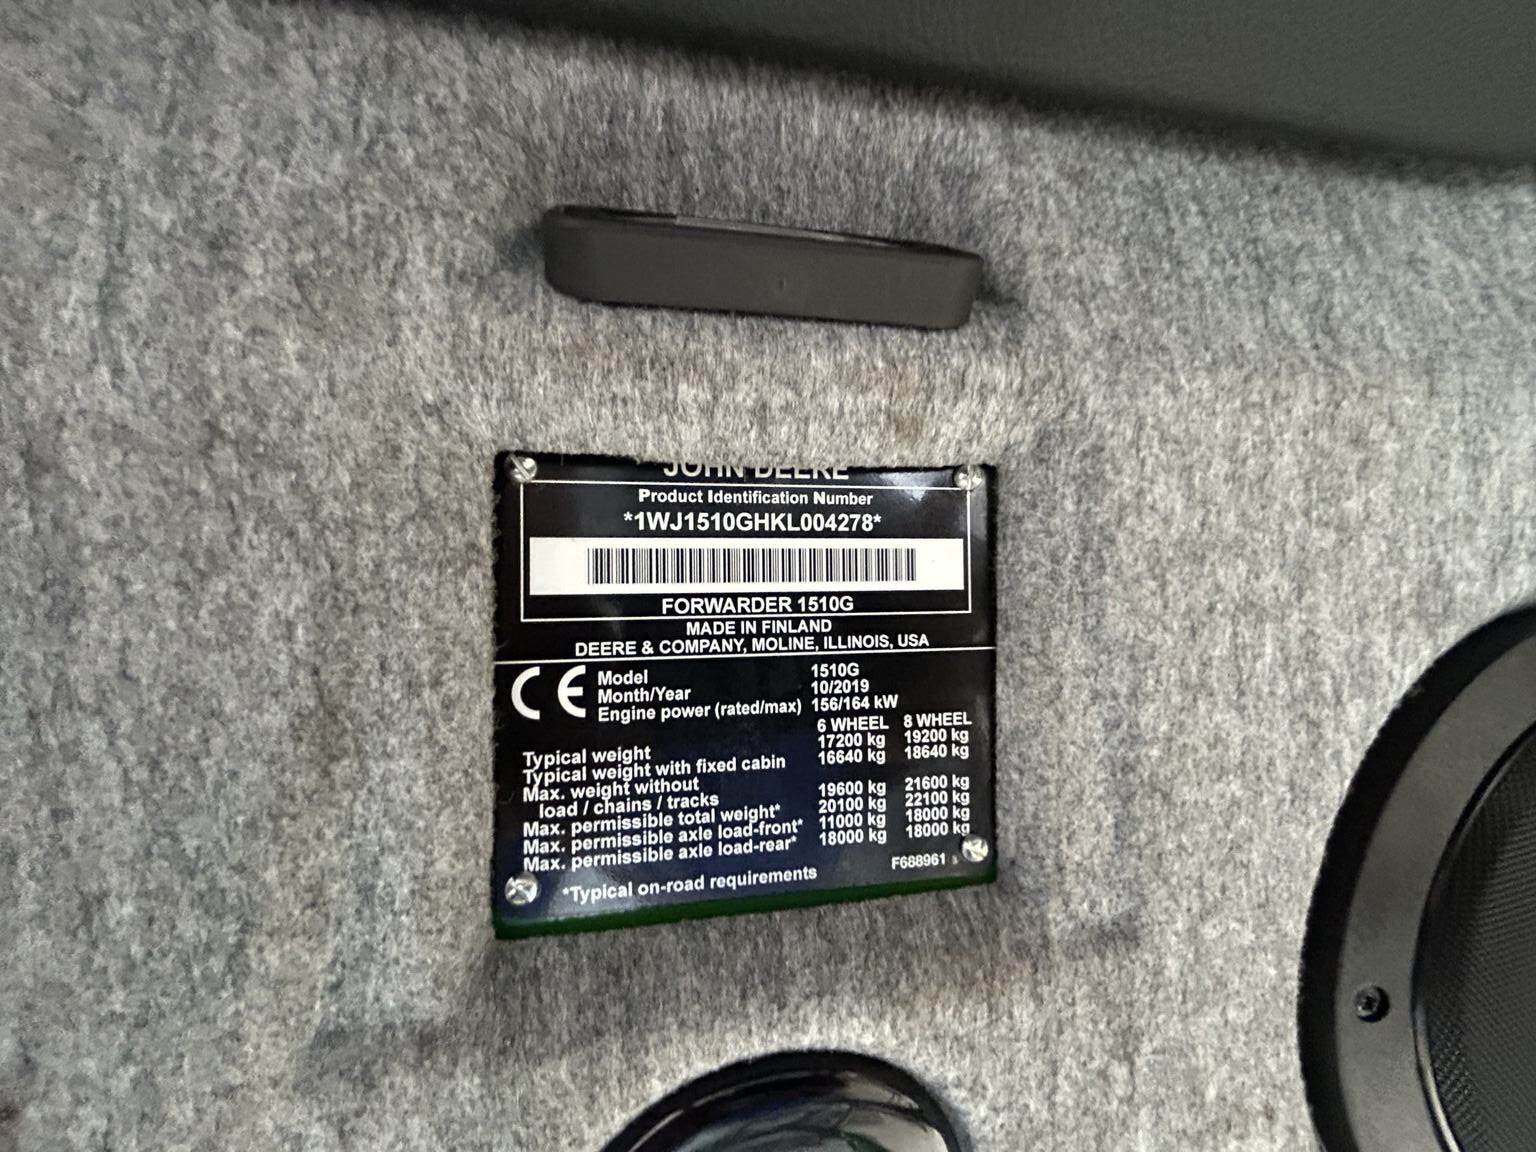 JOHN DEERE
Product Identification Number
*1WJ1510GHKL004278*
FORWARDER 1510G
MADE IN FINLAND
DEERE & COMPANY, MOLINE, ILLINOIS, USA
CE
Model 1510G
Month/Year 10/2019
Engine power (rated/max) 156/164 kW
6 WHEEL 8 WHEEL
Typical weight 17200 kg 19200 kg
Typical weight with fixed cabin 16640 kg 18640 kg
Max. weight without
load / chains / tracks 19600 kg 21600 kg
Max. permissible total weight* 20100 kg 22100 kg
Max. permissible axle load-front* 11000 kg 18000 kg
Max. permissible axle load-rear* 18000 kg 18000 kg
*Typical on-road requirements
F688961